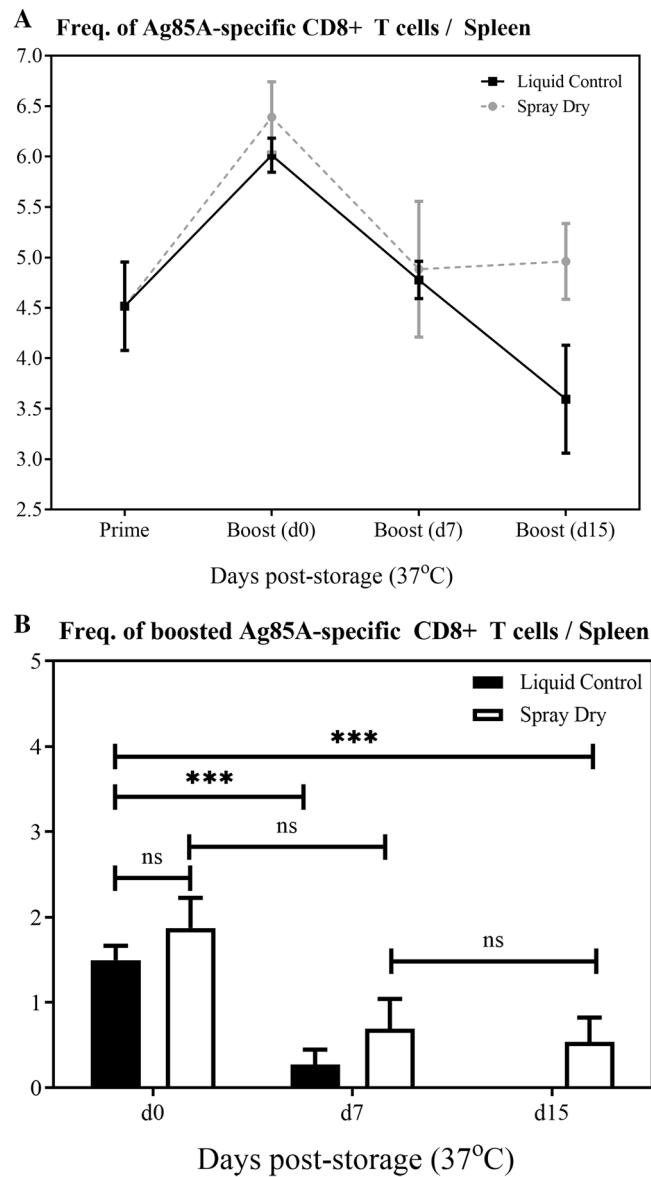 A Freq. of Ag85A-specific CD8+ T cells / Spleen
7.0
Liquid Control
Spray Dry
6.5
6.0
5.5
5.0
4.5
4.0
3.5
3.0
2.5
Prime Boost (d0) Boost (d7) Boost (d15)
Days post-storage (37°C)
B Freq. of boosted Ag85A-specific CD8+ T cells / Spleen
5
Liquid Control
Spray Dry
4
***
***
3
ns
ns
2
ns
1
0
d0 d7 d15
Days post-storage (37°C)